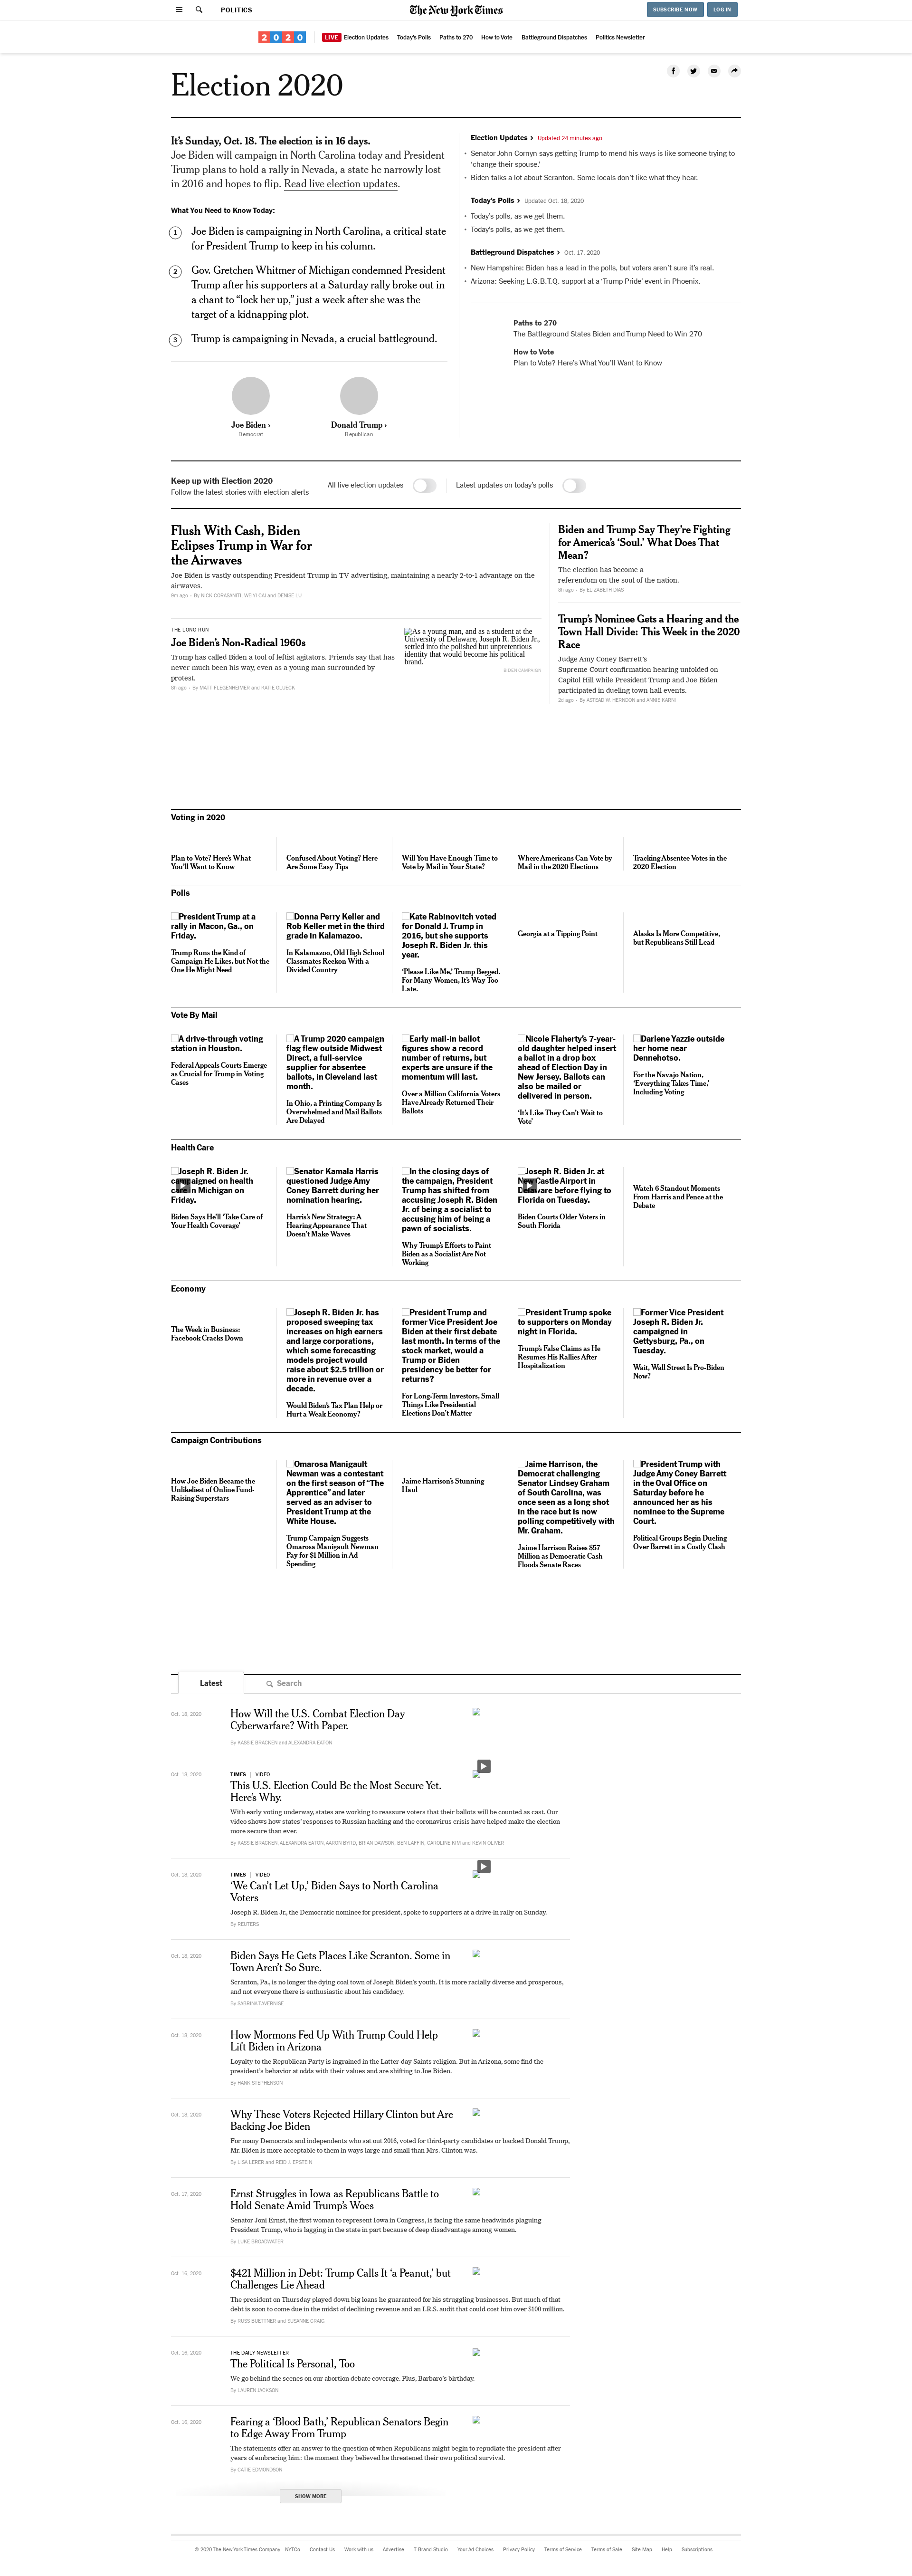 POLITICS
The New York Times
SUBSCRIBE NOW
LOG IN
2020
LIVE Election Updates
Today's Polls
Paths to 270
How to Vote
Battleground Dispatches
Politics Newsletter
Election 2020
It's Sunday, Oct. 18. The election is in 16 days.
Joe Biden will campaign in North Carolina today and President
Trump plans to hold a rally in Nevada, a state he narrowly lost
in 2016 and hopes to flip. Read live election updates.
What You Need to Know Today:
1
Joe Biden is campaigning in North Carolina, a critical state
for President Trump to keep in his column.
2
Gov. Gretchen Whitmer of Michigan condemned President
Trump after his supporters at a Saturday rally broke out in
a chant to “lock her up,” just a week after she was the
target of a kidnapping plot.
3
Trump is campaigning in Nevada, a crucial battleground.
Joe Biden ›
Democrat
Donald Trump ›
Republican
Election Updates › Updated 24 minutes ago
• Senator John Cornyn says getting Trump to mend his ways is like someone trying to
‘change their spouse.’
• Biden talks a lot about Scranton. Some locals don't like what they hear.
Today's Polls › Updated Oct. 18, 2020
• Today's polls, as we get them.
• Today's polls, as we get them.
Battleground Dispatches › Oct. 17, 2020
• New Hampshire: Biden has a lead in the polls, but voters aren't sure it's real.
• Arizona: Seeking L.G.B.T.Q. support at a ‘Trump Pride’ event in Phoenix.
Paths to 270
The Battleground States Biden and Trump Need to Win 270
How to Vote
Plan to Vote? Here's What You'll Want to Know
Keep up with Election 2020
Follow the latest stories with election alerts
All live election updates
Latest updates on today's polls
Flush With Cash, Biden
Eclipses Trump in War for
the Airwaves
Joe Biden is vastly outspending President Trump in TV advertising, maintaining a nearly 2-to-1 advantage on the
airwaves.
9m ago - By NICK CORASANITI, WEIYI CAI and DENISE LU
THE LONG RUN
Joe Biden's Non-Radical 1960s
Trump has called Biden a tool of leftist agitators. Friends say that has
never much been his way, even as a young man surrounded by
protest.
8h ago - By MATT FLEGENHEIMER and KATIE GLUECK
As a young man, and as a student at the
University of Delaware, Joseph R. Biden Jr.,
settled into the polished but unpretentious
identity that would become his political
brand.
BIDEN CAMPAIGN
Biden and Trump Say They're Fighting
for America's ‘Soul.’ What Does That
Mean?
The election has become a
referendum on the soul of the nation.
8h ago - By ELIZABETH DIAS
Trump's Nominee Gets a Hearing and the
Town Hall Divide: This Week in the 2020
Race
Judge Amy Coney Barrett's
Supreme Court confirmation hearing unfolded on
Capitol Hill while President Trump and Joe Biden
participated in dueling town hall events.
2d ago - By ASTEAD W. HERNDON and ANNIE KARNI
Voting in 2020
Plan to Vote? Here's What
You'll Want to Know
Confused About Voting? Here
Are Some Easy Tips
Will You Have Enough Time to
Vote by Mail in Your State?
Where Americans Can Vote by
Mail in the 2020 Elections
Tracking Absentee Votes in the
2020 Election
Polls
President Trump at a
rally in Macon, Ga., on
Friday.
Trump Runs the Kind of
Campaign He Likes, but Not the
One He Might Need
Donna Perry Keller and
Rob Keller met in the third
grade in Kalamazoo.
In Kalamazoo, Old High School
Classmates Reckon With a
Divided Country
Kate Rabinovitch voted
for Donald J. Trump in
2016, but she supports
Joseph R. Biden Jr. this
year.
‘Please Like Me,’ Trump Begged.
For Many Women, It's Way Too
Late.
Georgia at a Tipping Point
Alaska Is More Competitive,
but Republicans Still Lead
Vote By Mail
A drive-through voting
station in Houston.
Federal Appeals Courts Emerge
as Crucial for Trump in Voting
Cases
A Trump 2020 campaign
flag flew outside Midwest
Direct, a full-service
supplier for absentee
ballots, in Cleveland last
month.
In Ohio, a Printing Company Is
Overwhelmed and Mail Ballots
Are Delayed
Early mail-in ballot
figures show a record
number of returns, but
experts are unsure if the
momentum will last.
Over a Million California Voters
Have Already Returned Their
Ballots
Nicole Flaherty's 7-year-
old daughter helped insert
a ballot in a drop box
ahead of Election Day in
New Jersey. Ballots can
also be mailed or
delivered in person.
‘It's Like They Can't Wait to
Vote’
Darlene Yazzie outside
her home near
Dennehotso.
For the Navajo Nation,
‘Everything Takes Time,’
Including Voting
Health Care
Joseph R. Biden Jr.
campaigned on health
care in Michigan on
Friday.
Biden Says He'll ‘Take Care of
Your Health Coverage’
Senator Kamala Harris
questioned Judge Amy
Coney Barrett during her
nomination hearing.
Harris's New Strategy: A
Hearing Appearance That
Doesn't Make Waves
In the closing days of
the campaign, President
Trump has shifted from
accusing Joseph R. Biden
Jr. of being a socialist to
accusing him of being a
pawn of socialists.
Why Trump's Efforts to Paint
Biden as a Socialist Are Not
Working
Joseph R. Biden Jr. at
New Castle Airport in
Delaware before flying to
Florida on Tuesday.
Biden Courts Older Voters in
South Florida
Watch 6 Standout Moments
From Harris and Pence at the
Debate
Economy
The Week in Business:
Facebook Cracks Down
Joseph R. Biden Jr. has
proposed sweeping tax
increases on high earners
and large corporations,
which some forecasting
models project would
raise about $2.5 trillion or
more in revenue over a
decade.
Would Biden's Tax Plan Help or
Hurt a Weak Economy?
President Trump and
former Vice President Joe
Biden at their first debate
last month. In terms of the
stock market, would a
Trump or Biden
presidency be better for
returns?
For Long-Term Investors, Small
Things Like Presidential
Elections Don't Matter
President Trump spoke
to supporters on Monday
night in Florida.
Trump's False Claims as He
Resumes His Rallies After
Hospitalization
Former Vice President
Joseph R. Biden Jr.
campaigned in
Gettysburg, Pa., on
Tuesday.
Wait, Wall Street Is Pro-Biden
Now?
Campaign Contributions
How Joe Biden Became the
Unlikeliest of Online Fund-
Raising Superstars
Omarosa Manigault
Newman was a contestant
on the first season of “The
Apprentice” and later
served as an adviser to
President Trump at the
White House.
Trump Campaign Suggests
Omarosa Manigault Newman
Pay for $1 Million in Ad
Spending
Jaime Harrison's Stunning
Haul
Jaime Harrison, the
Democrat challenging
Senator Lindsey Graham
of South Carolina, was
once seen as a long shot
in the race but is now
polling competitively with
Mr. Graham.
Jaime Harrison Raises $57
Million as Democratic Cash
Floods Senate Races
President Trump with
Judge Amy Coney Barrett
in the Oval Office on
Saturday before he
announced her as his
nominee to the Supreme
Court.
Political Groups Begin Dueling
Over Barrett in a Costly Clash
Latest
Search
Oct. 18, 2020
How Will the U.S. Combat Election Day
Cyberwarfare? With Paper.
By KASSIE BRACKEN and ALEXANDRA EATON
Oct. 18, 2020
TIMES | VIDEO
This U.S. Election Could Be the Most Secure Yet.
Here's Why.
With early voting underway, states are working to reassure voters that their ballots will be counted as cast. Our
video shows how states' responses to Russian hacking and the coronavirus crisis have helped make the election
more secure than ever.
By KASSIE BRACKEN, ALEXANDRA EATON, AARON BYRD, BRIAN DAWSON, BEN LAFFIN, CAROLINE KIM and KEVIN OLIVER
Oct. 18, 2020
TIMES | VIDEO
‘We Can't Let Up,’ Biden Says to North Carolina
Voters
Joseph R. Biden Jr., the Democratic nominee for president, spoke to supporters at a drive-in rally on Sunday.
By REUTERS
Oct. 18, 2020
Biden Says He Gets Places Like Scranton. Some in
Town Aren't So Sure.
Scranton, Pa., is no longer the dying coal town of Joseph Biden's youth. It is more racially diverse and prosperous,
and not everyone there is enthusiastic about his candidacy.
By SABRINA TAVERNISE
Oct. 18, 2020
How Mormons Fed Up With Trump Could Help
Lift Biden in Arizona
Loyalty to the Republican Party is ingrained in the Latter-day Saints religion. But in Arizona, some find the
president's behavior at odds with their values and are shifting to Joe Biden.
By HANK STEPHENSON
Oct. 18, 2020
Why These Voters Rejected Hillary Clinton but Are
Backing Joe Biden
For many Democrats and independents who sat out 2016, voted for third-party candidates or backed Donald Trump,
Mr. Biden is more acceptable to them in ways large and small than Mrs. Clinton was.
By LISA LERER and REID J. EPSTEIN
Oct. 17, 2020
Ernst Struggles in Iowa as Republicans Battle to
Hold Senate Amid Trump's Woes
Senator Joni Ernst, the first woman to represent Iowa in Congress, is facing the same headwinds plaguing
President Trump, who is lagging in the state in part because of deep disadvantage among women.
By LUKE BROADWATER
Oct. 16, 2020
$421 Million in Debt: Trump Calls It ‘a Peanut,’ but
Challenges Lie Ahead
The president on Thursday played down big loans he guaranteed for his struggling businesses. But much of that
debt is soon to come due in the midst of declining revenue and an I.R.S. audit that could cost him over $100 million.
By RUSS BUETTNER and SUSANNE CRAIG
Oct. 16, 2020
THE DAILY NEWSLETTER
The Political Is Personal, Too
We go behind the scenes on our abortion debate coverage. Plus, Barbaro's birthday.
By LAUREN JACKSON
Oct. 16, 2020
Fearing a ‘Blood Bath,’ Republican Senators Begin
to Edge Away From Trump
The statements offer an answer to the question of when Republicans might begin to repudiate the president after
years of embracing him: the moment they believed he threatened their own political survival.
By CATIE EDMONDSON
SHOW MORE
© 2020 The New York Times Company
NYTCo
Contact Us
Work with us
Advertise
T Brand Studio
Your Ad Choices
Privacy Policy
Terms of Service
Terms of Sale
Site Map
Help
Subscriptions